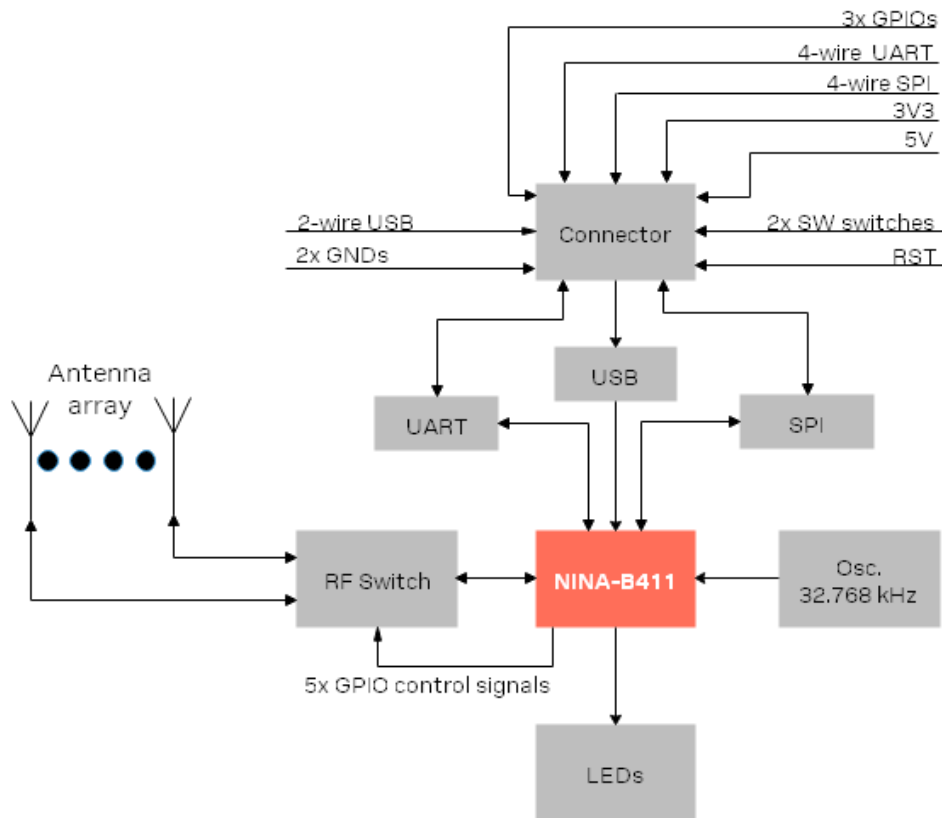 3x GPIOs
4-wire UART
4-wire SPI
3V3
5V
2-wire USB
2x GNDs
Connector
2x SW switches
RST
Antenna
array
UART
USB
SPI
RF Switch
NINA-B411
Osc.
32.768 kHz
5x GPIO control signals
LEDs